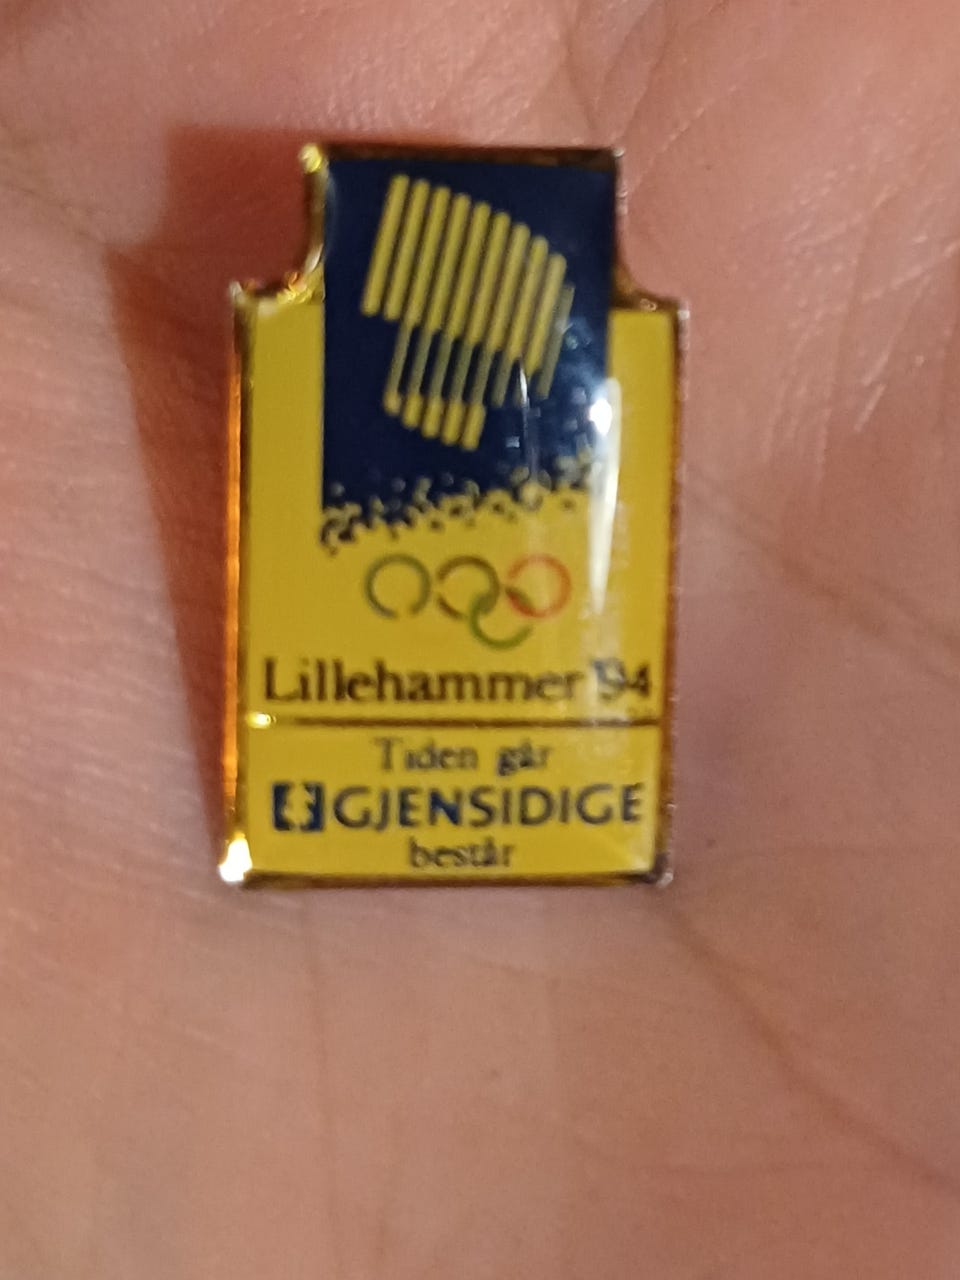 Lillehammer '94
Tiden går
GJENSIDIGE
består